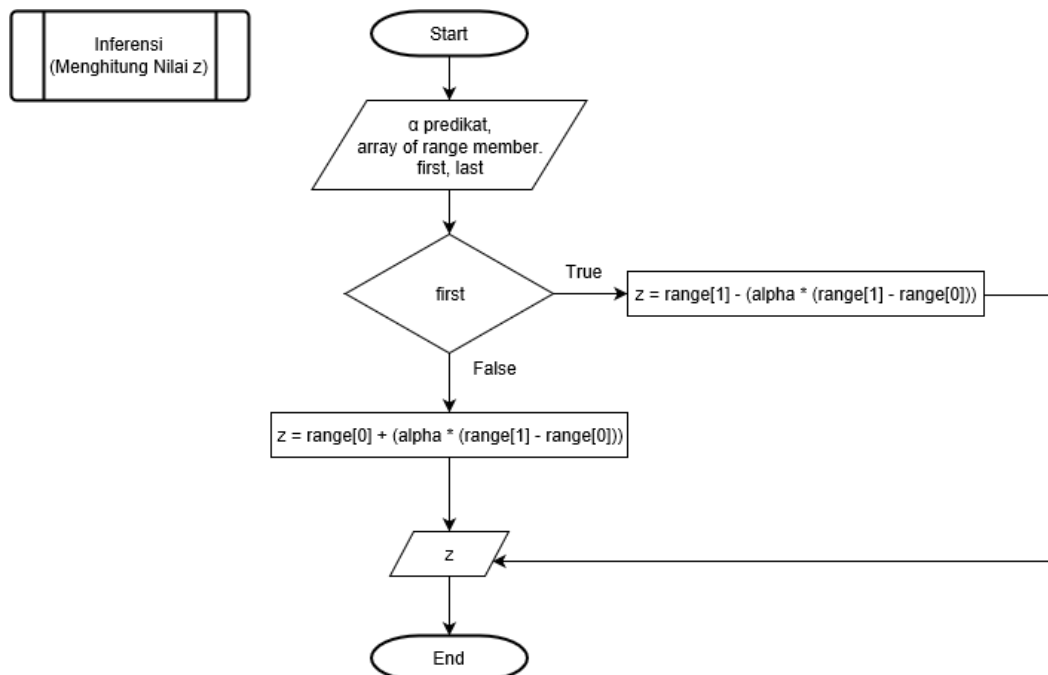 Inferensi
(Menghitung Nilai z)
Start
α predikat,
array of range member.
first, last
first
True
z = range[1] - (alpha * (range[1] - range[0]))
False
z = range[0] + (alpha * (range[1] - range[0]))
z
End